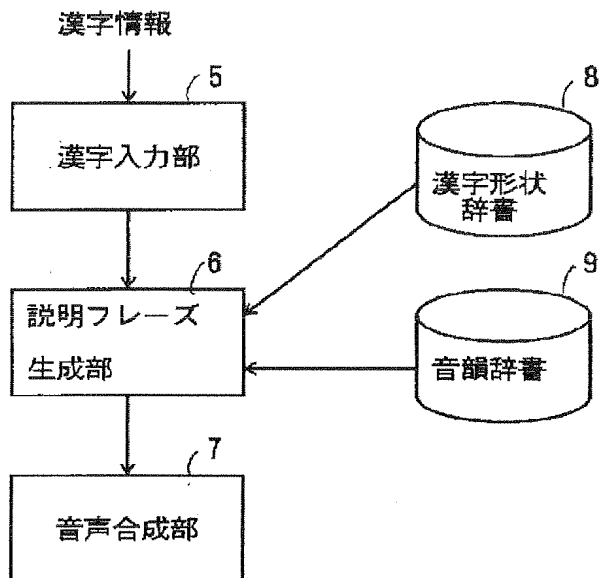 漢字情報
5
漢字入力部
8
漢字形状
辞書
6
説明フレーズ
生成部
9
音韻辞書
7
音声合成部